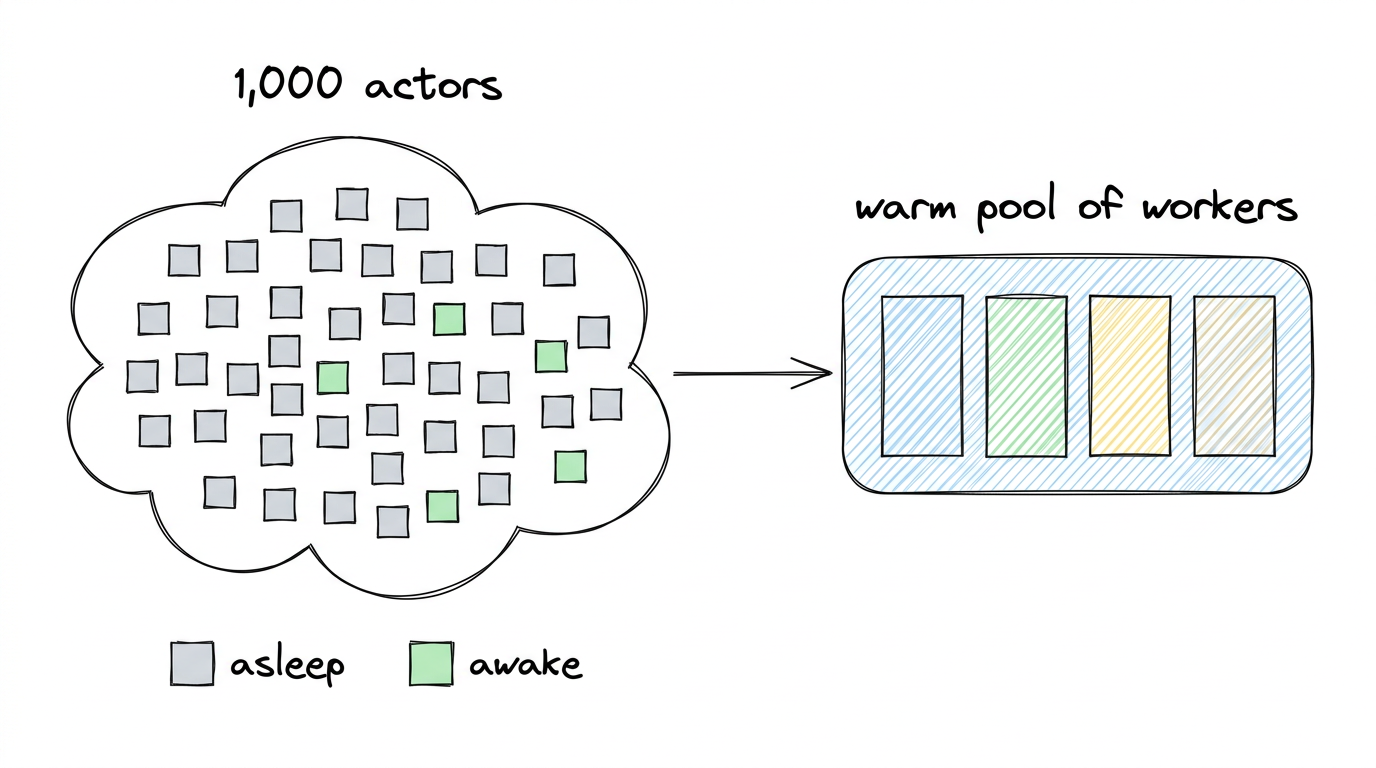 1,000 actors
warm pool of workers
asleep
awake